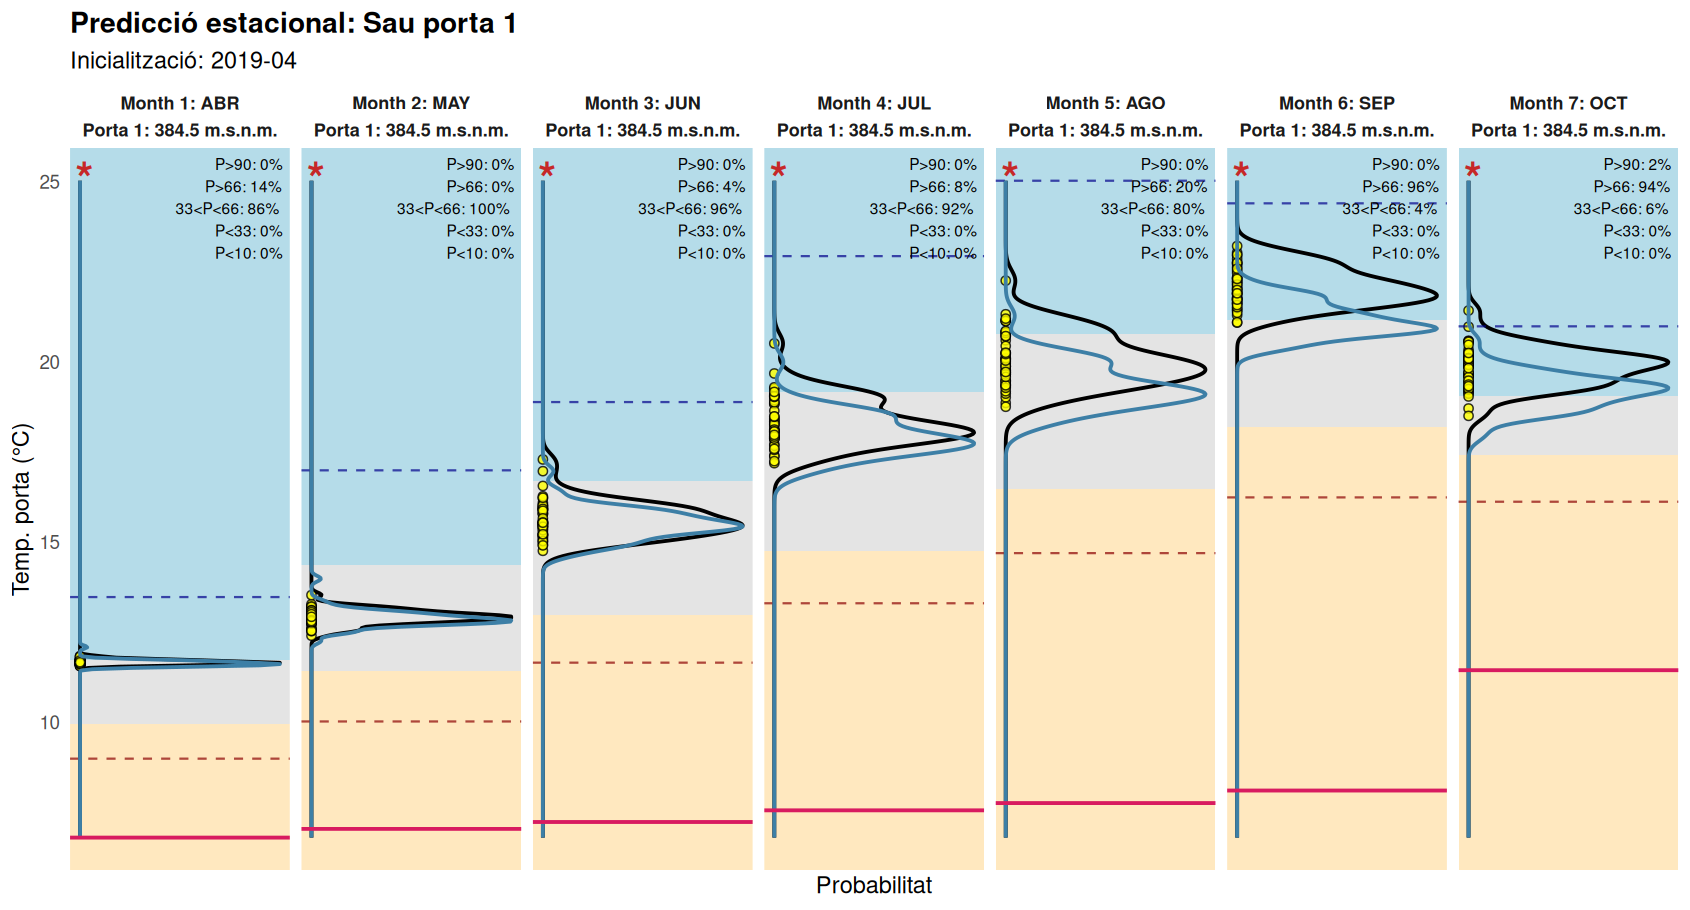 Predicció estacional: Sau porta 1
Inicialització: 2019-04
Month 1: ABR
Porta 1: 384.5 m.s.n.m.
Month 2: MAY
Porta 1: 384.5 m.s.n.m.
Month 3: JUN
Porta 1: 384.5 m.s.n.m.
Month 4: JUL
Porta 1: 384.5 m.s.n.m.
Month 5: AGO
Porta 1: 384.5 m.s.n.m.
Month 6: SEP
Porta 1: 384.5 m.s.n.m.
Month 7: OCT
Porta 1: 384.5 m.s.n.m.
*
P>90: 0%
P>66: 14%
33<P<66: 86%
P<33: 0%
P<10: 0%
*
P>90: 0%
P>66: 0%
33<P<66: 100%
P<33: 0%
P<10: 0%
*
P>90: 0%
P>66: 4%
33<P<66: 96%
P<33: 0%
P<10: 0%
*
P>90: 0%
P>66: 8%
33<P<66: 92%
P<33: 0%
P<10: 0%
*
P>90: 0%
P>66: 20%
33<P<66: 80%
P<33: 0%
P<10: 0%
*
P>90: 0%
P>66: 96%
33<P<66: 4%
P<33: 0%
P<10: 0%
*
P>90: 2%
P>66: 94%
33<P<66: 6%
P<33: 0%
P<10: 0%
25
20
15
10
Temp. porta (°C)
Probabilitat